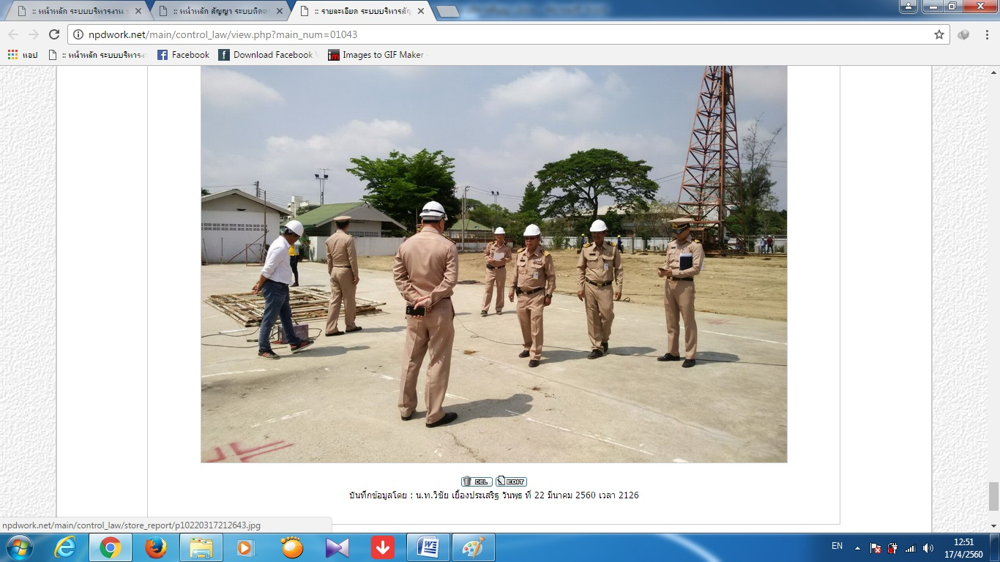 :: หน้าหลัก ระบบบริหารงาน
:: หน้าหลัก สัญญา ระบบติดตา
:: รายละเอียด ระบบบริหารสัญ
npdwork.net/main/control_law/view.php?main_num=01043
แอป
:: หน้าหลัก ระบบบริหารงา
Facebook
Download Facebook
Images to GIF Maker
DEL
EDIT
บันทึกข้อมูลโดย : น.ท.วิชัย เยื้องประเสริฐ วันพุธ ที่ 22 มีนาคม 2560 เวลา 2126
npdwork.net/main/control_law/store_report/p10220317212643.jpg
EN
12:51
17/4/2560